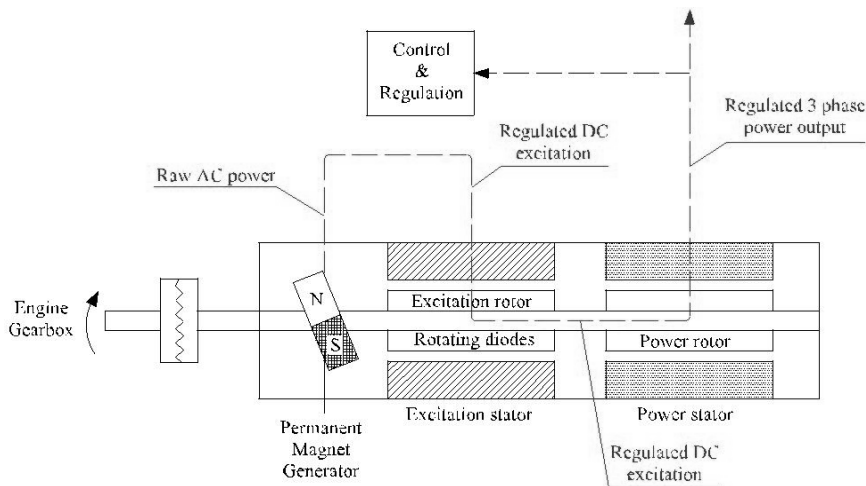 Control
&
Regulation
Regulated DC
excitation
Regulated 3 phase
power output
Raw AC power
Engine
Gearbox
N
S
Excitation rotor
Rotating diodes
Power rotor
Excitation stator
Power stator
Permanent
Magnet
Generator
Regulated DC
excitation